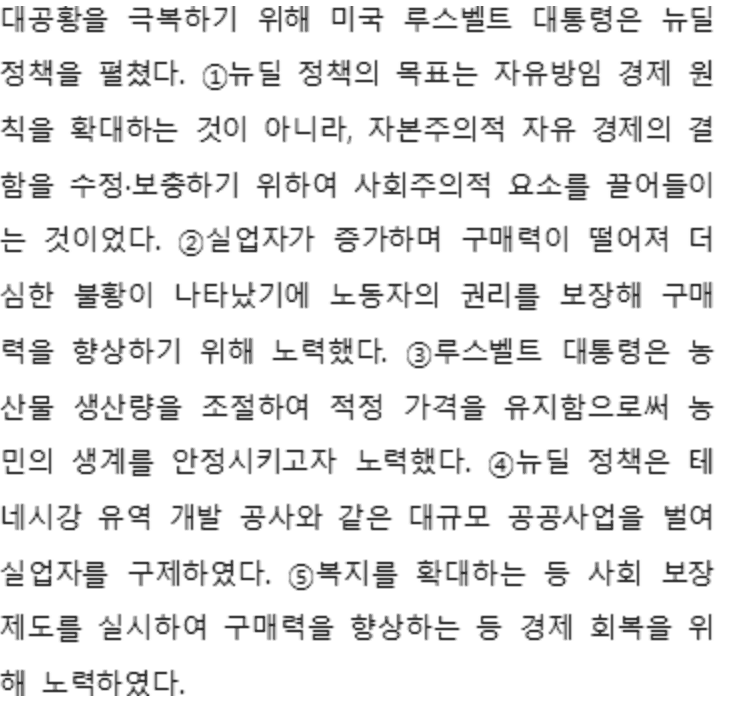 대공황을 극복하기 위해 미국 루스벨트 대통령은 뉴딜
정책을 펼쳤다. ①뉴딜 정책의 목표는 자유방임 경제 원
칙을 확대하는 것이 아니라, 자본주의적 자유 경제의 결
함을 수정·보충하기 위하여 사회주의적 요소를 끌어들이
는 것이었다. ②실업자가 증가하며 구매력이 떨어져 더
심한 불황이 나타났기에 노동자의 권리를 보장해 구매
력을 향상하기 위해 노력했다. ③루스벨트 대통령은 농
산물 생산량을 조절하여 적정 가격을 유지함으로써 농
민의 생계를 안정시키고자 노력했다. ④뉴딜 정책은 테
네시강 유역 개발 공사와 같은 대규모 공공사업을 벌여
실업자를 구제하였다. ⑤복지를 확대하는 등 사회 보장
제도를 실시하여 구매력을 향상하는 등 경제 회복을 위
해 노력하였다.